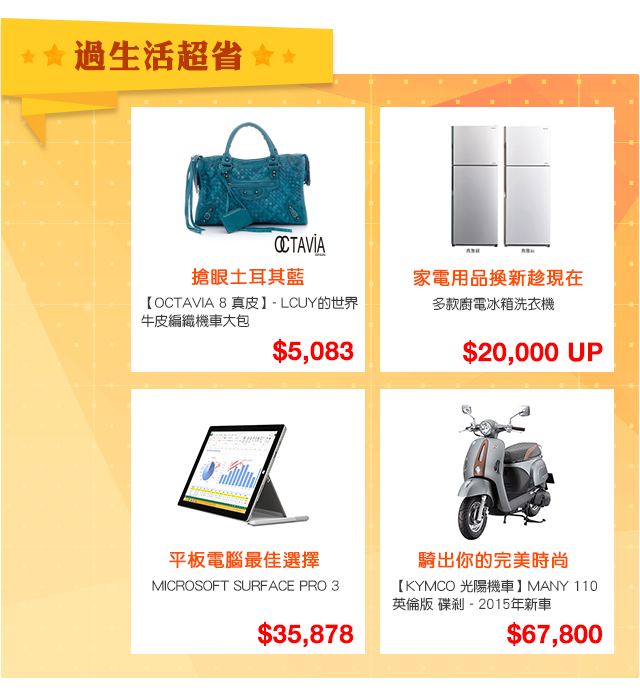 過生活超省
OCTAVIA
SPAIN
搶眼土耳其藍
【OCTAVIA 8 真皮】- LCUY的世界
牛皮編織機車大包
$5,083
家電用品換新趁現在
多款廚電冰箱洗衣機
$20,000 UP
平板電腦最佳選擇
MICROSOFT SURFACE PRO 3
$35,878
騎出你的完美時尚
【KYMCO 光陽機車】MANY 110
英倫版 碟剎 - 2015年新車
$67,800